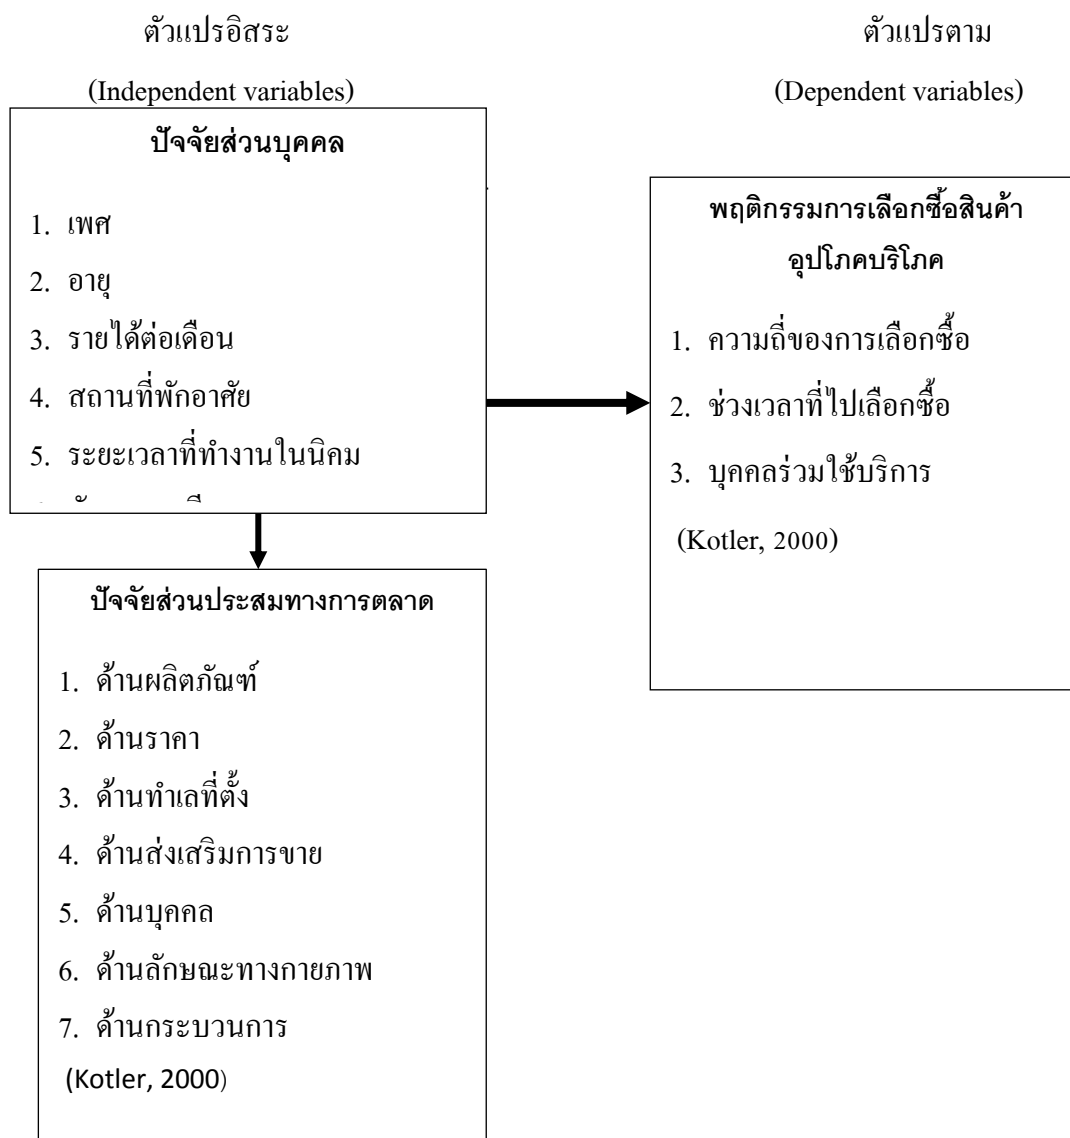 ตัวแปรอิสระ
(Independent variables)
ปัจจัยส่วนบุคคล
1. เพศ
2. อายุ
3. รายได้ต่อเดือน
4. สถานที่พักอาศัย
5. ระยะเวลาที่ทำงานในนิคม
ปัจจัยส่วนประสมทางการตลาด
1. ด้านผลิตภัณฑ์
2. ด้านราคา
3. ด้านทำเลที่ตั้ง
4. ด้านส่งเสริมการขาย
5. ด้านบุคคล
6. ด้านลักษณะทางกายภาพ
7. ด้านกระบวนการ
(Kotler, 2000)
ตัวแปรตาม
(Dependent variables)
พฤติกรรมการเลือกซื้อสินค้า
อุปโภคบริโภค
1. ความถี่ของการเลือกซื้อ
2. ช่วงเวลาที่ไปเลือกซื้อ
3. บุคคลร่วมใช้บริการ
(Kotler, 2000)